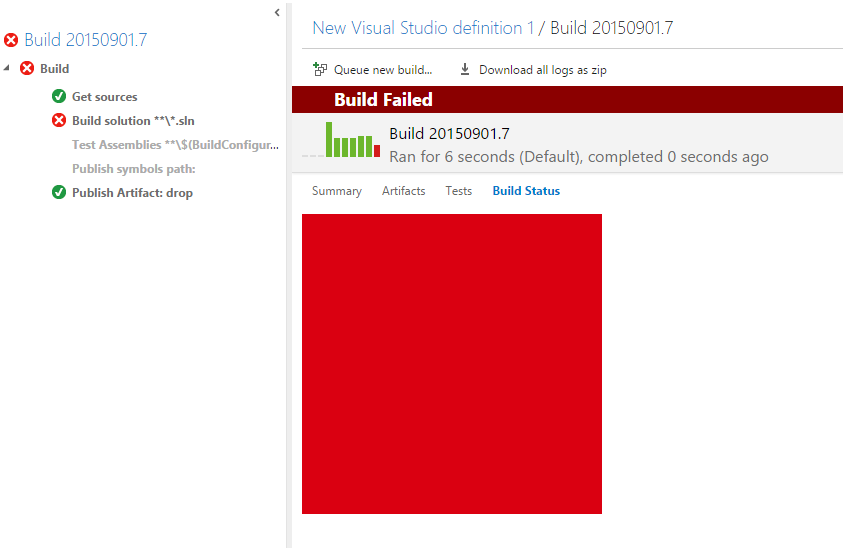 Build 20150901.7
Build
Get sources
Build solution **\*.sln
Test Assemblies **\$(BuildConfigur...
Publish symbols path:
Publish Artifact: drop
New Visual Studio definition 1 / Build 20150901.7
Queue new build... Download all logs as zip
Build Failed
Build 20150901.7
Ran for 6 seconds (Default), completed 0 seconds ago
Summary Artifacts Tests Build Status